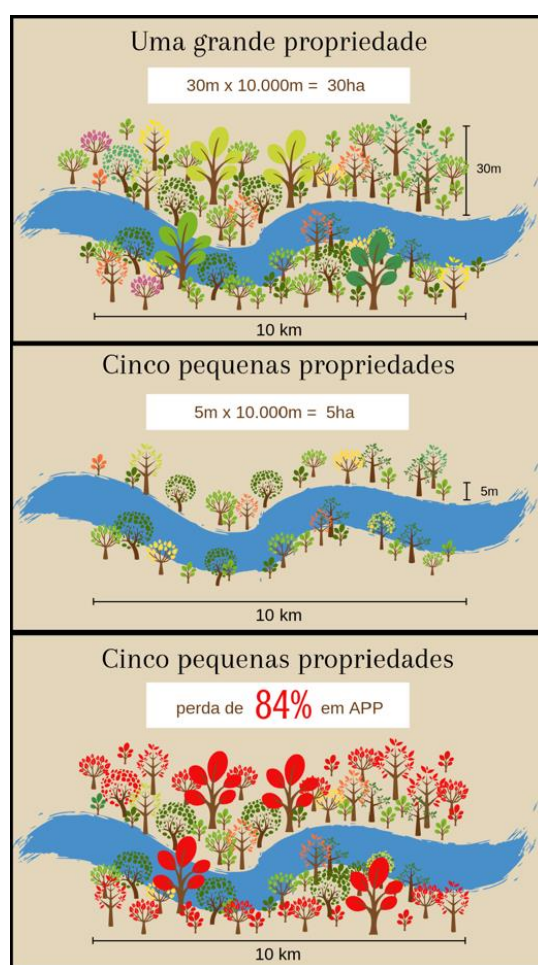 Uma grande propriedade
30m x 10.000m = 30ha
30m
10 km
Cinco pequenas propriedades
5m x 10.000m = 5ha
5m
10 km
Cinco pequenas propriedades
perda de 84% em APP
10 km